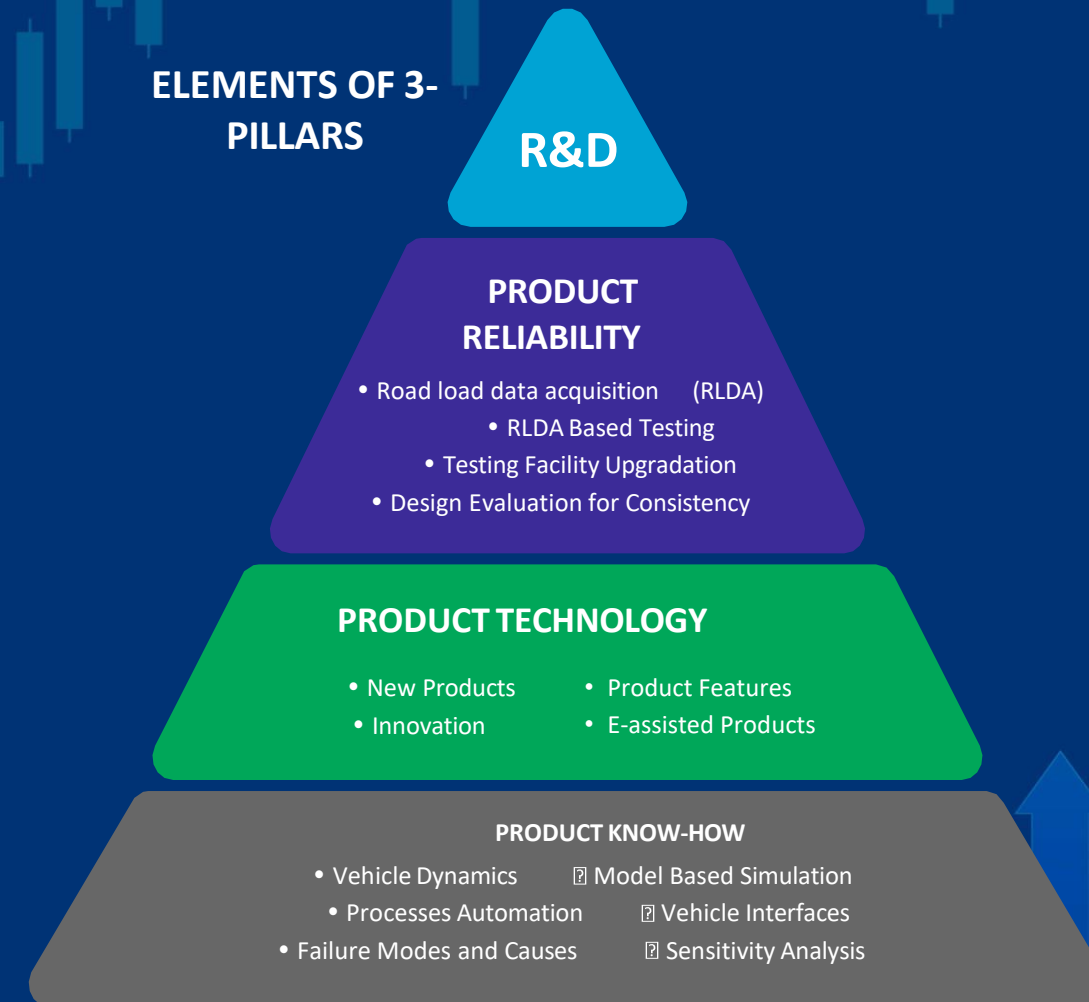 ELEMENTS OF 3-
PILLARS
R&D
PRODUCT
RELIABILITY
• Road load data acquisition (RLDA)
• RLDA Based Testing
• Testing Facility Upgradation
• Design Evaluation for Consistency
PRODUCT TECHNOLOGY
• New Products • Product Features
• Innovation • E-assisted Products
PRODUCT KNOW-HOW
• Vehicle Dynamics ⍰ Model Based Simulation
• Processes Automation ⍰ Vehicle Interfaces
• Failure Modes and Causes ⍰ Sensitivity Analysis